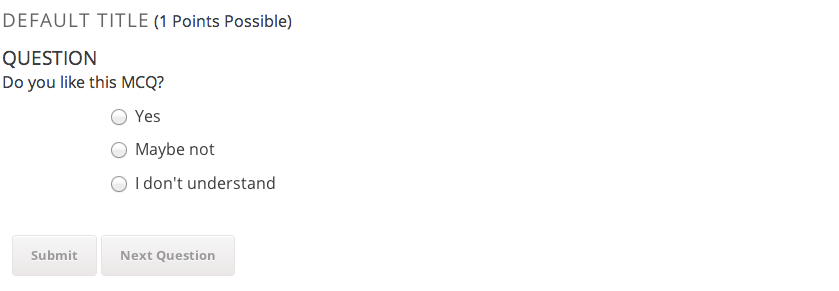 DEFAULT TITLE (1 Points Possible)
QUESTION
Do you like this MCQ?
Yes
Maybe not
I don't understand
Submit Next Question